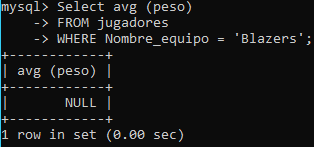 mysql> Select avg (peso)
    -> FROM jugadores
    -> WHERE Nombre_equipo = 'Blazers';
+------------+
| avg (peso) |
+------------+
|       NULL |
+------------+
1 row in set (0.00 sec)